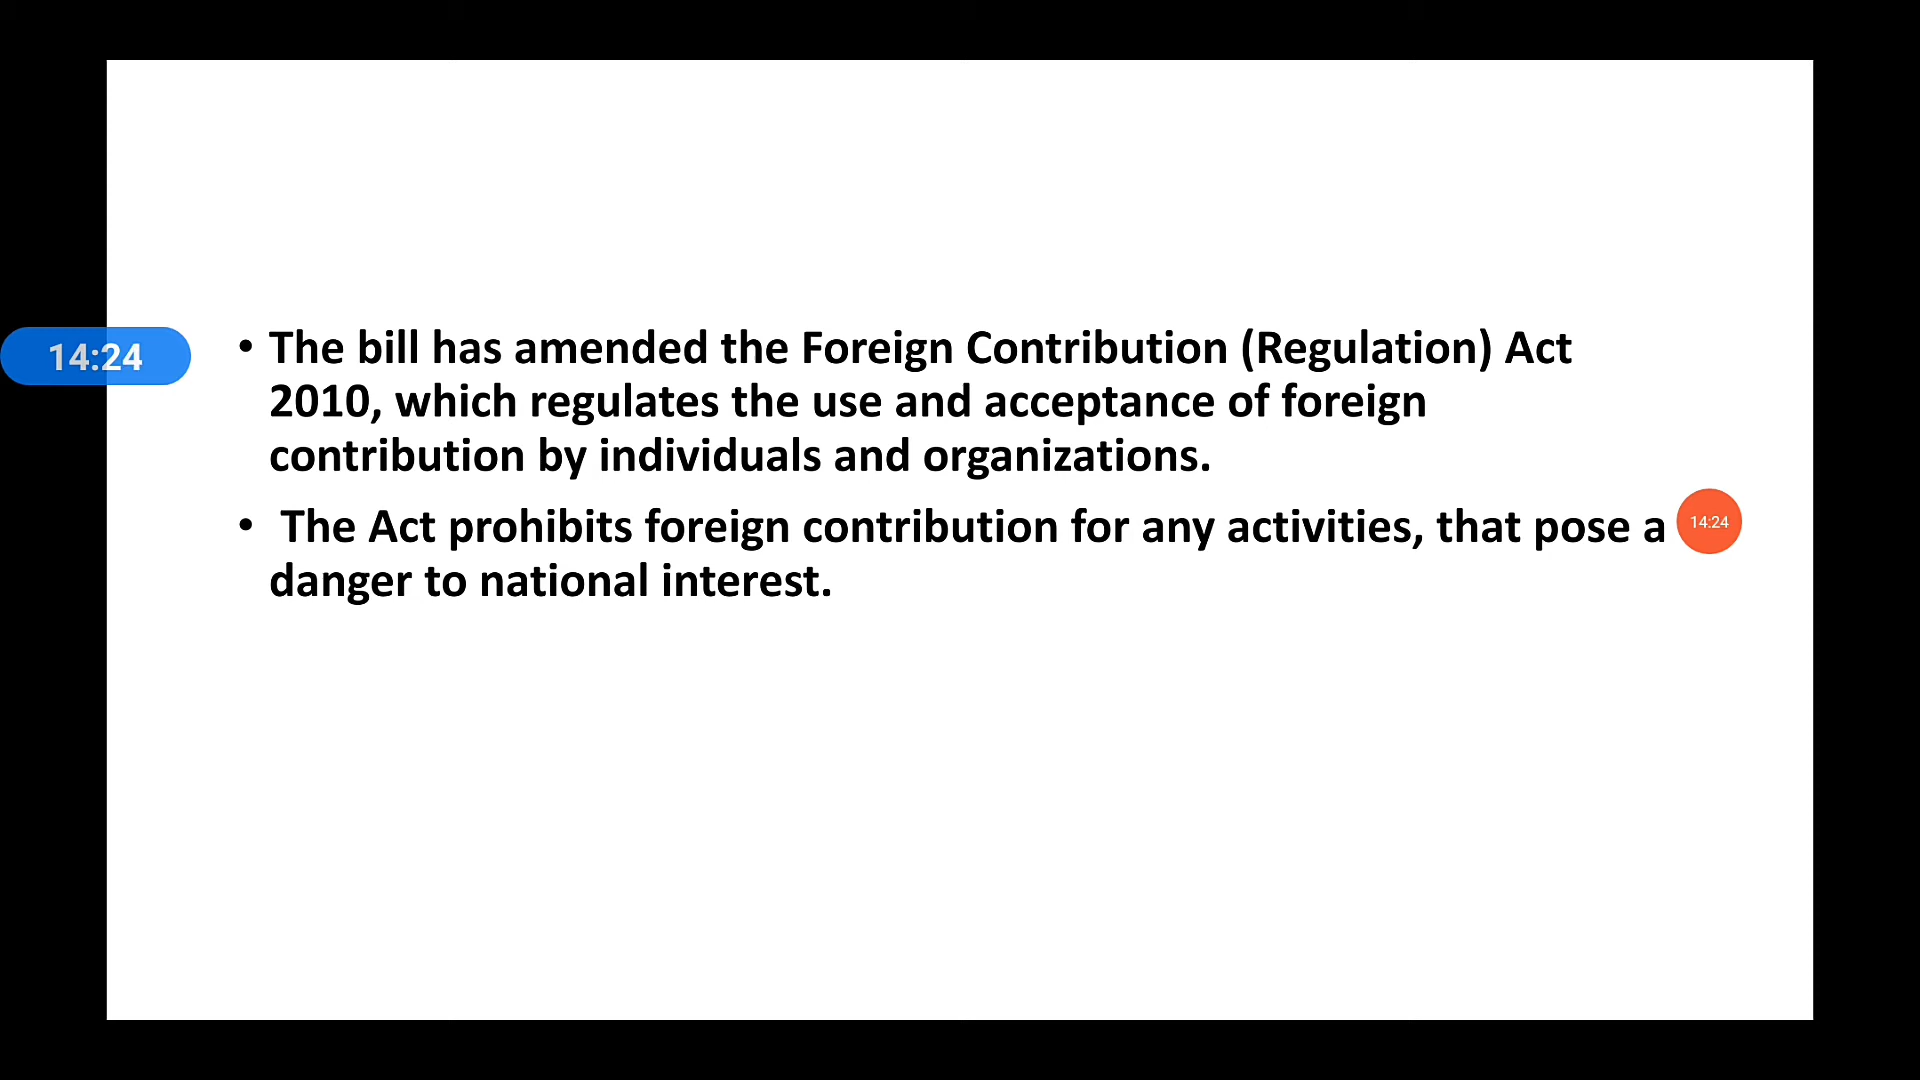 14:24
• The bill has amended the Foreign Contribution (Regulation) Act
2010, which regulates the use and acceptance of foreign
contribution by individuals and organizations.
• The Act prohibits foreign contribution for any activities, that pose a
14:24
danger to national interest.